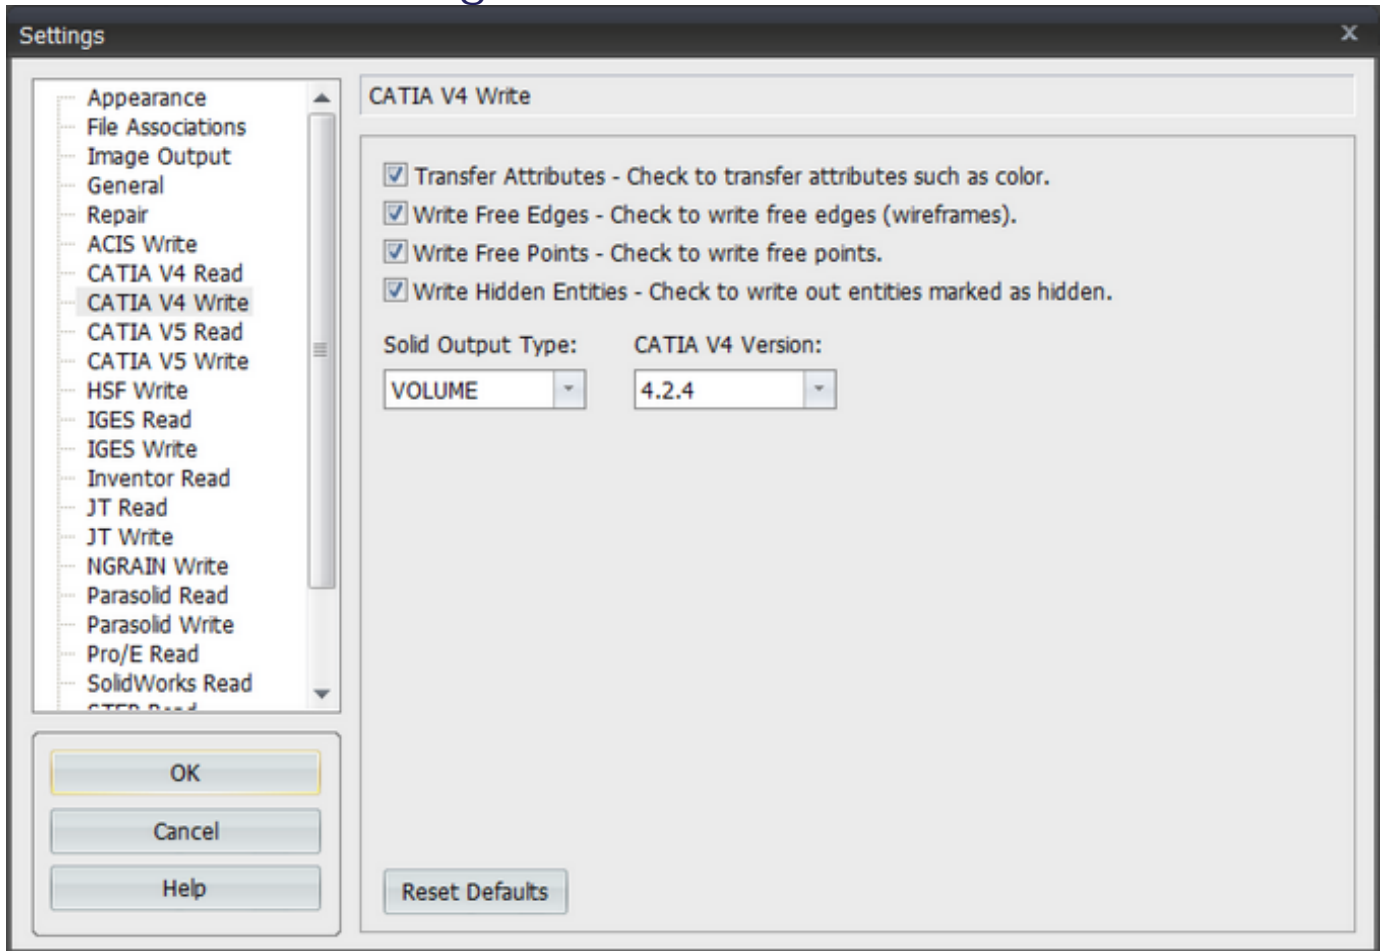 Settings
Appearance
File Associations
Image Output
General
Repair
ACIS Write
CATIA V4 Read
CATIA V4 Write
CATIA V5 Read
CATIA V5 Write
HSF Write
IGES Read
IGES Write
Inventor Read
JT Read
JT Write
NGRAIN Write
Parasolid Read
Parasolid Write
Pro/E Read
SolidWorks Read
OK
Cancel
Help
CATIA V4 Write
Transfer Attributes - Check to transfer attributes such as color.
Write Free Edges - Check to write free edges (wireframes).
Write Free Points - Check to write free points.
Write Hidden Entities - Check to write out entities marked as hidden.
Solid Output Type: CATIA V4 Version:
VOLUME 4.2.4
Reset Defaults